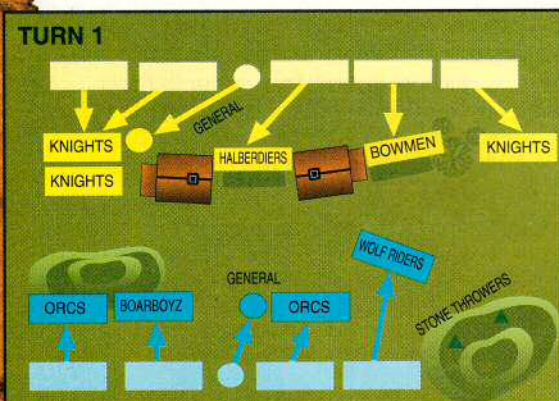 TURN 1
GENERAL
KNIGHTS
KNIGHTS
HALBERDIERS
BOWMEN
KNIGHTS
WOLF RIDERS
GENERAL
ORCS
BOARBOYZ
ORCS
STONE THROWERS